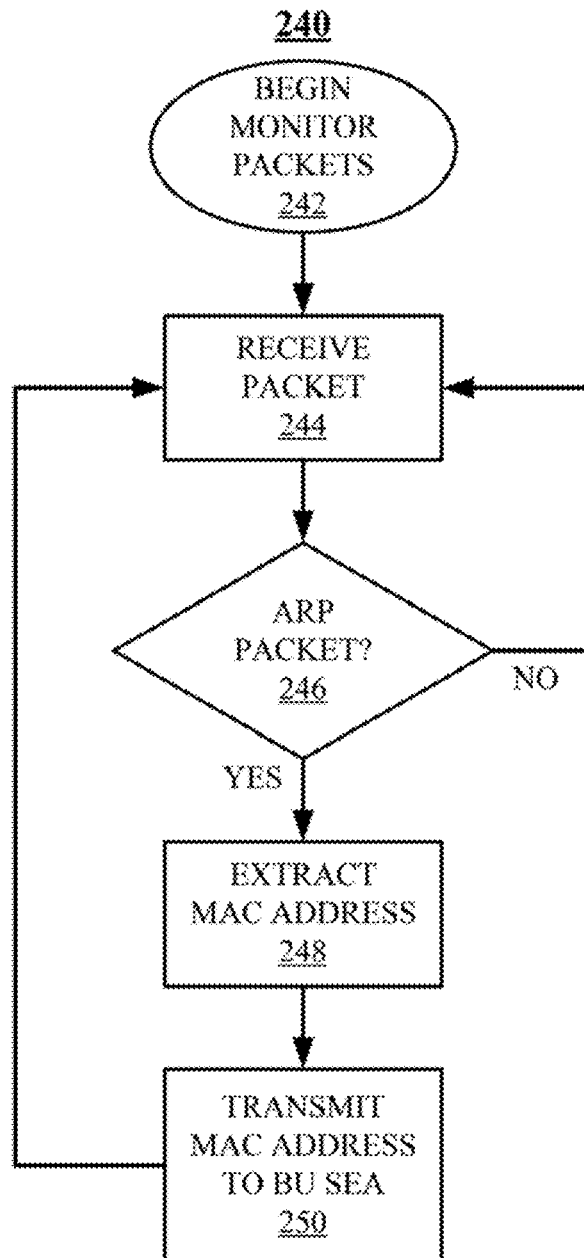 240
BEGIN
MONITOR
PACKETS
242
RECEIVE
PACKET
244
ARP
PACKET?
246
NO
YES
EXTRACT
MAC ADDRESS
248
TRANSMIT
MAC ADDRESS
TO BU SEA
250